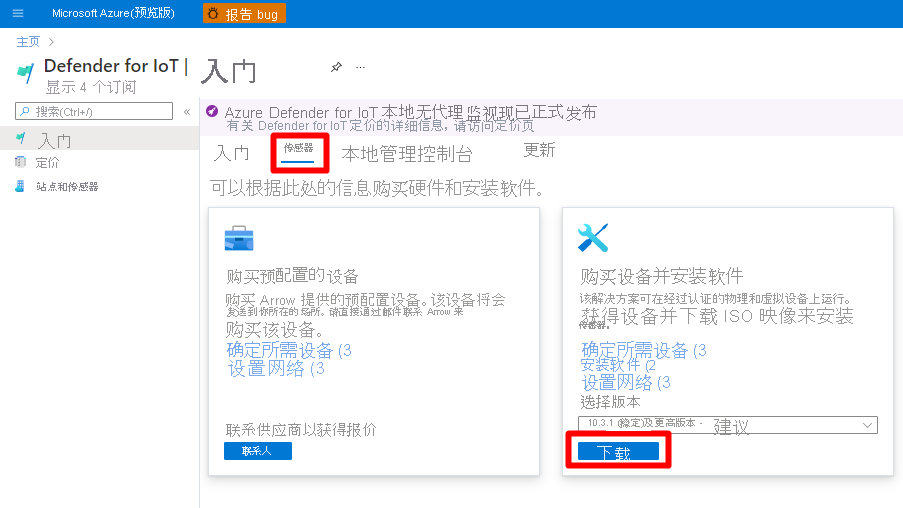 Microsoft Azure(预览版)
报告 bug
主页
Defender for IoT |
入门
...
显示 4 个订阅
搜索(Ctrl+/)
«
入门
定价
站点和传感器
Azure Defender for IoT 本地无代理监视现已正式发布
有关 Defender for IoT 定价的详细信息，请访问定价页
入门
传感器
本地管理控制台
更新
可以根据此处的信息购买硬件和安装软件。
购买预配置的设备
购买 Arrow 提供的预配置设备。该设备将会
发送到你所在的场所。请直接通过邮件联系 Arrow 来
购买该设备。
确定所需设备 (3
设置网络 (3
联系供应商以获得报价
联系人
购买设备并安装软件
该解决方案可在经过认证的物理和虚拟设备上运行。
获得设备并下载 ISO 映像来安装
传感器。
确定所需设备 (3
安装软件 (2
设置网络 (3
选择版本
10.3.1 (稳定)及更高版本 - 建议
下载